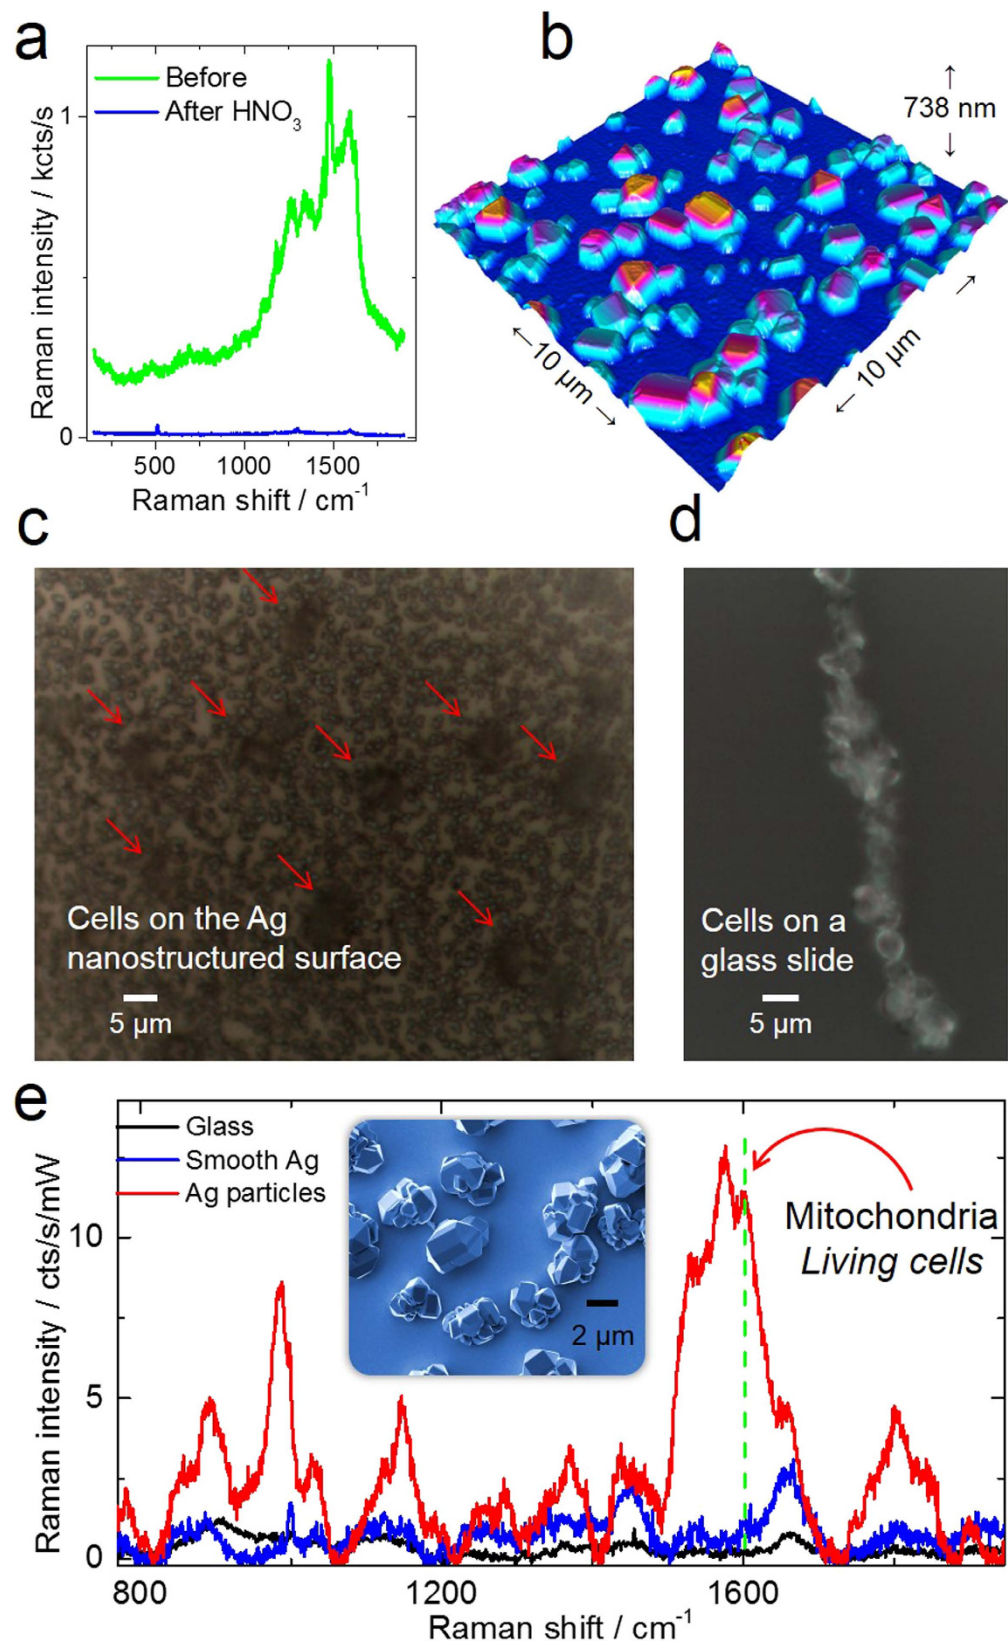 a
Before
After HNO₃
1
0
Raman intensity / kcts/s
500 1000 1500
Raman shift / cm⁻¹
b
↑
738 nm
↓
←10 µm→
←10 µm→
c
Cells on the Ag
nanostructured surface
5 µm
d
Cells on a
glass slide
5 µm
e
Glass
Smooth Ag
Ag particles
10
5
0
Raman intensity / cts/s/mW
2 µm
Mitochondria
Living cells
800 1200 1600
Raman shift / cm⁻¹